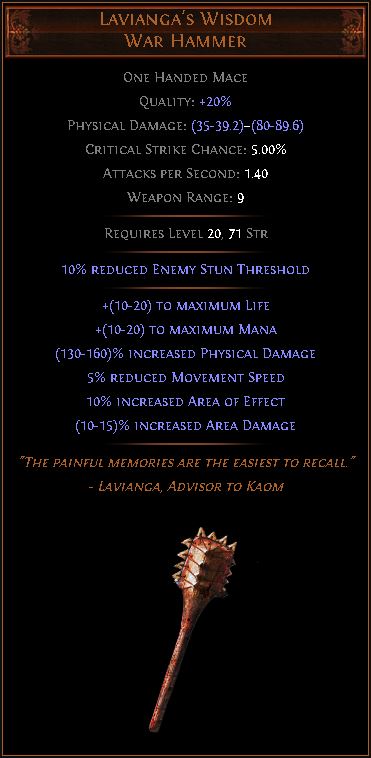 Lavianga's Wisdom
War Hammer
One Handed Mace
Quality: +20%
Physical Damage: (35-39.2)–(80-89.6)
Critical Strike Chance: 5.00%
Attacks per Second: 1.40
Weapon Range: 9
Requires Level 20, 71 Str
10% reduced Enemy Stun Threshold
+(10-20) to maximum Life
+(10-20) to maximum Mana
(130-160)% increased Physical Damage
5% reduced Movement Speed
10% increased Area of Effect
(10-15)% increased Area Damage
"The painful memories are the easiest to recall."
- Lavianga, Advisor to Kaom